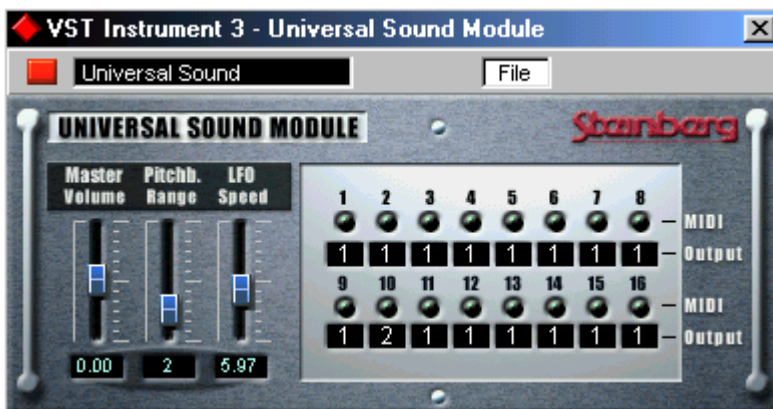 VST Instrument 3 - Universal Sound Module
Universal Sound
File
UNIVERSAL SOUND MODULE
Steinberg
Master Volume
Pitchb. Range
LFO Speed
1 2 3 4 5 6 7 8
MIDI
1 1 1 1 1 1 1 1
Output
9 10 11 12 13 14 15 16
MIDI
1 2 1 1 1 1 1 1
Output
0.00 2 5.97